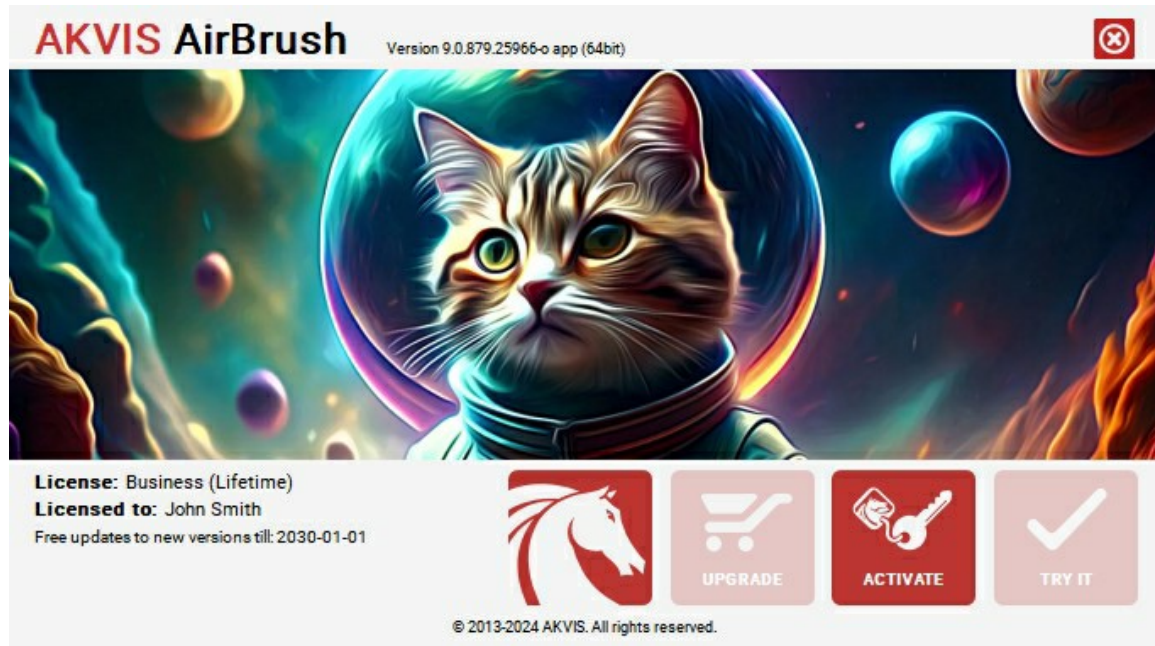 AKVIS AirBrush
Version 9.0.879.25966-o app (64bit)
License: Business (Lifetime)
Licensed to: John Smith
Free updates to new versions till: 2030-01-01
UPGRADE
ACTIVATE
TRY IT
© 2013-2024 AKVIS. All rights reserved.